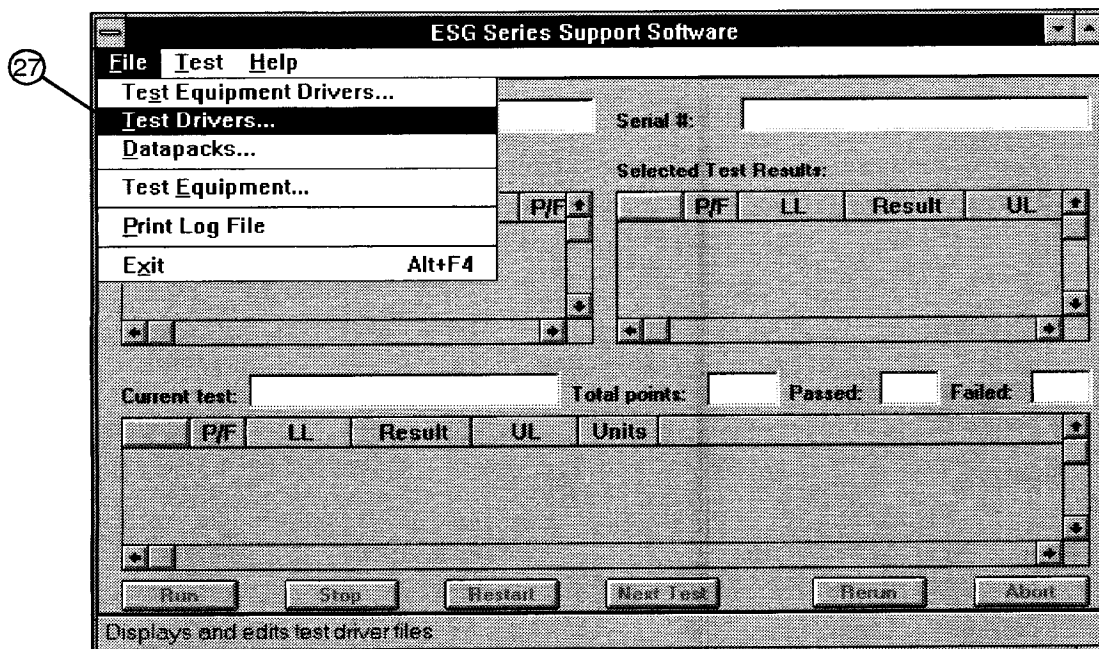 ESG Series Support Software
File Test Help
27
Test Equipment Drivers...
Test Drivers...
Serial #:
Datapacks...
Selected Test Results:
Test Equipment...
P/F
P/F LL Result UL
Print Log File
Exit Alt+F4
Current test: Total points: Passed: Failed:
P/F LL Result UL Units
Run Stop Restart Next Test Rerun Abort
Displays and edits test driver files